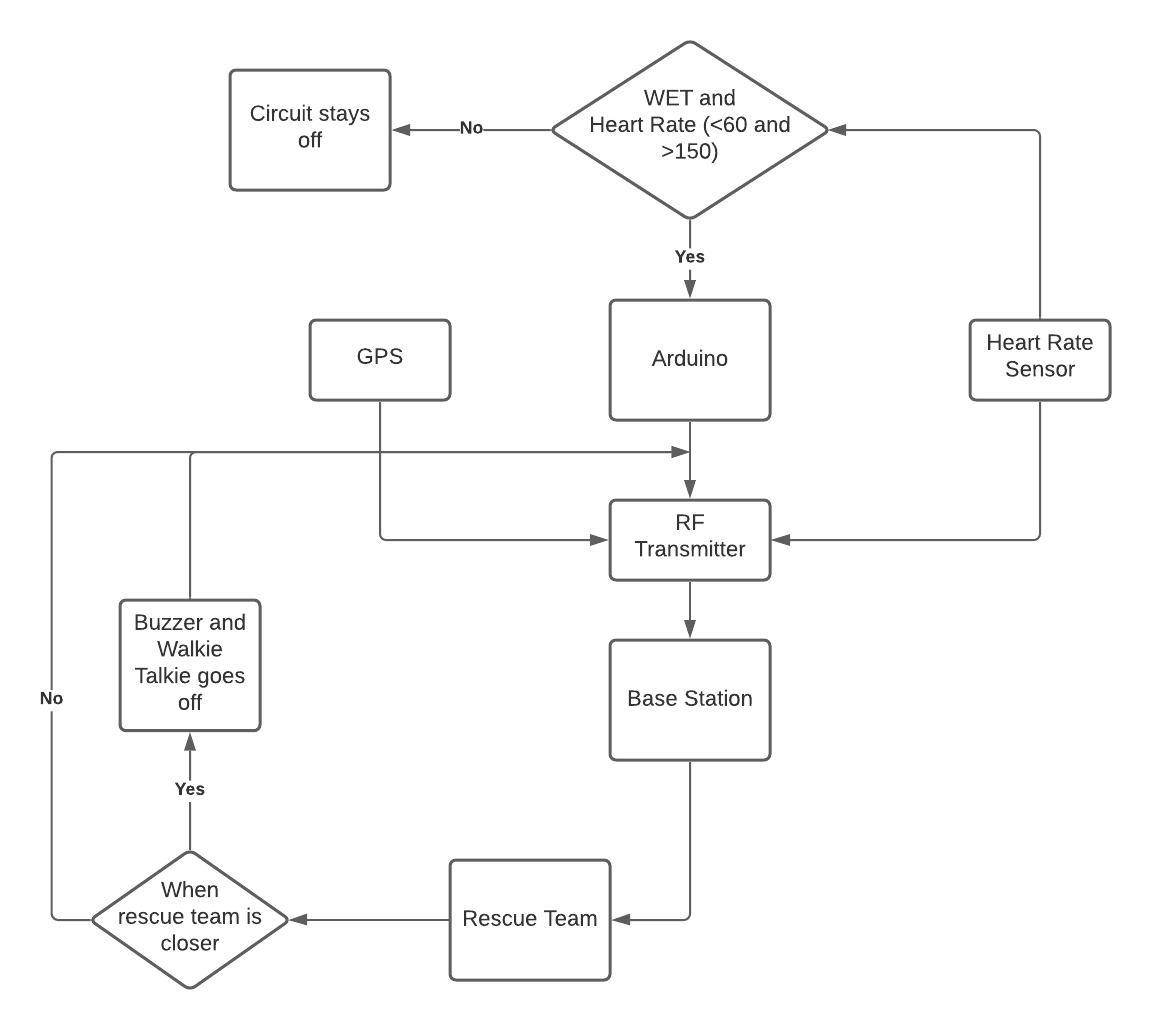 WET and
Heart Rate (<60 and
>150)
Circuit stays
off
No
Yes
GPS
Arduino
Heart Rate
Sensor
RF
Transmitter
Buzzer and
Walkie
Talkie goes
off
No
Base Station
Yes
When
rescue team is
closer
Rescue Team